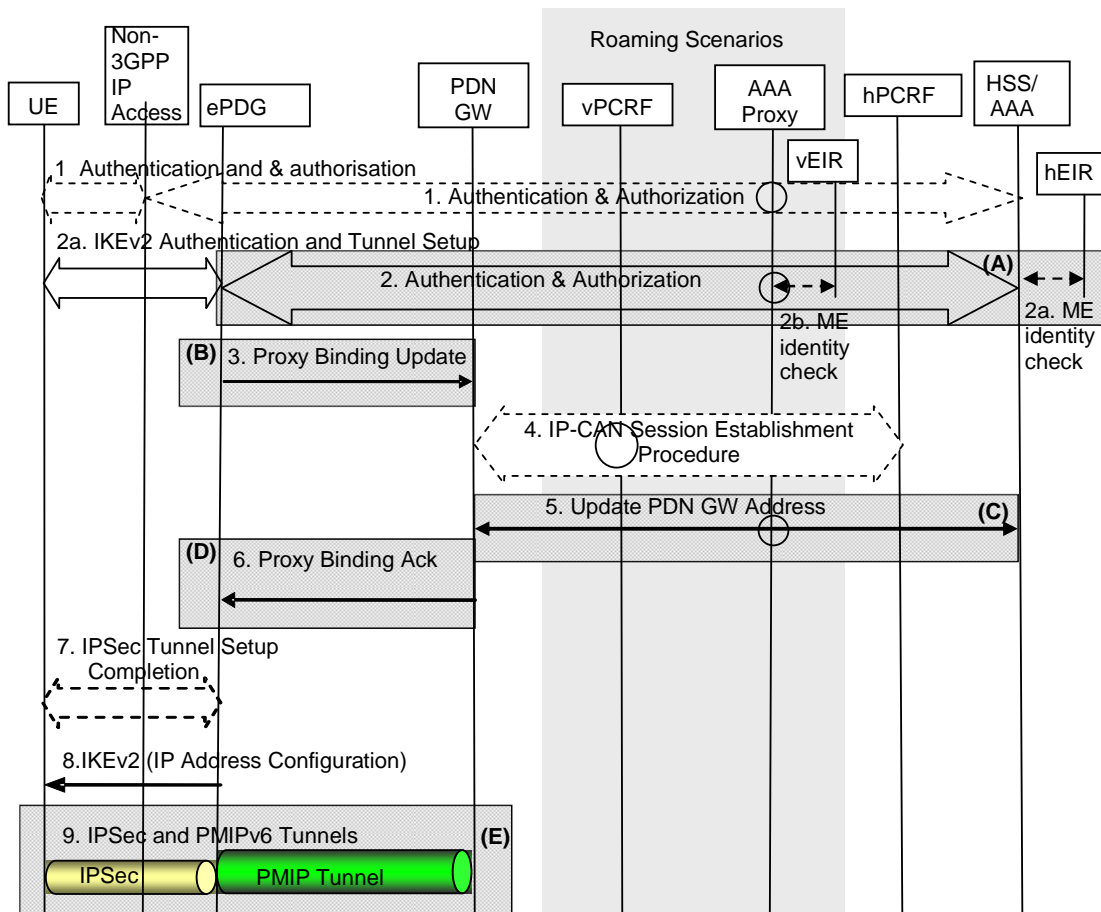 Roaming Scenarios
UE
Non-
3GPP
IP
Access
ePDG
PDN
GW
vPCRF
AAA
Proxy
hPCRF
HSS/
AAA
vEIR
hEIR
1 Authentication and & authorisation
1. Authentication & Authorization
2a. IKEv2 Authentication and Tunnel Setup
2. Authentication & Authorization
(A)
2b. ME
identity
check
2a. ME
identity
check
(B)
3. Proxy Binding Update
4. IP-CAN Session Establishment
Procedure
5. Update PDN GW Address
(C)
(D)
6. Proxy Binding Ack
7. IPSec Tunnel Setup
Completion
8.IKEv2 (IP Address Configuration)
9. IPSec and PMIPv6 Tunnels
(E)
IPSec
PMIP Tunnel